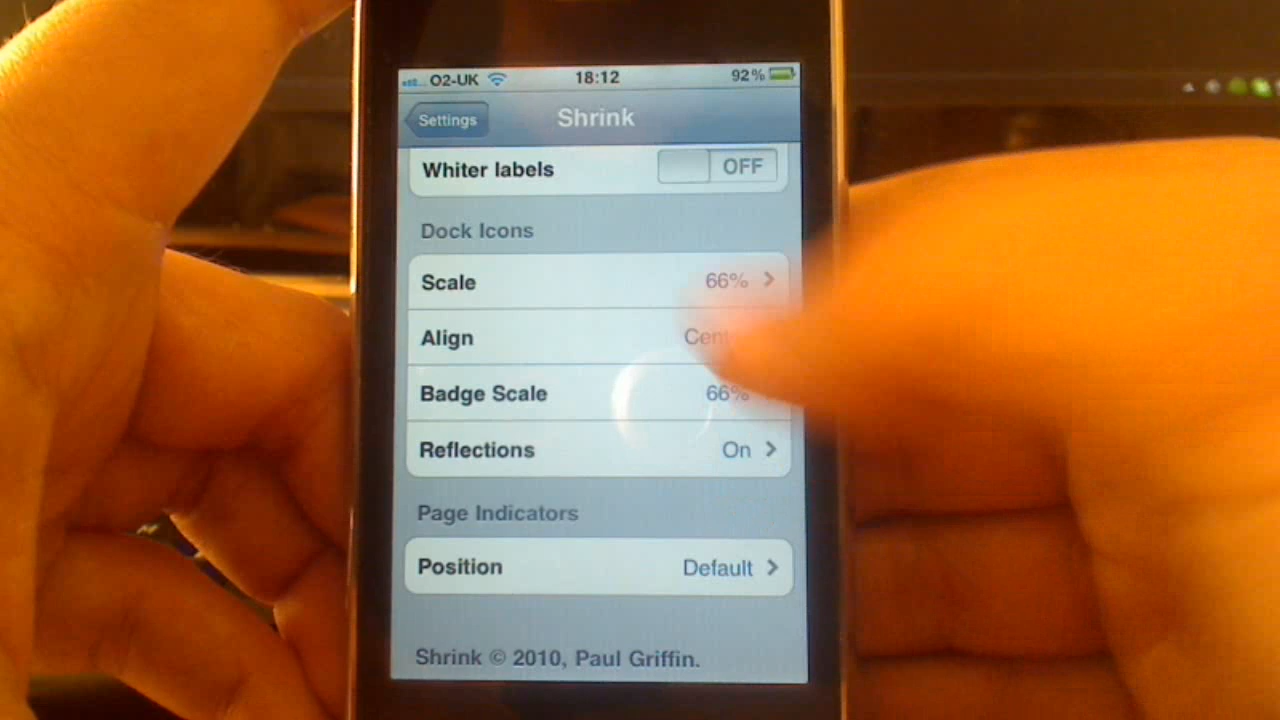 O2-UK 18:12 92%
Settings Shrink
Whiter labels OFF
Dock Icons
Scale 66%
Align
Badge Scale 66%
Reflections On
Page Indicators
Position Default
Shrink © 2010, Paul Griffin.